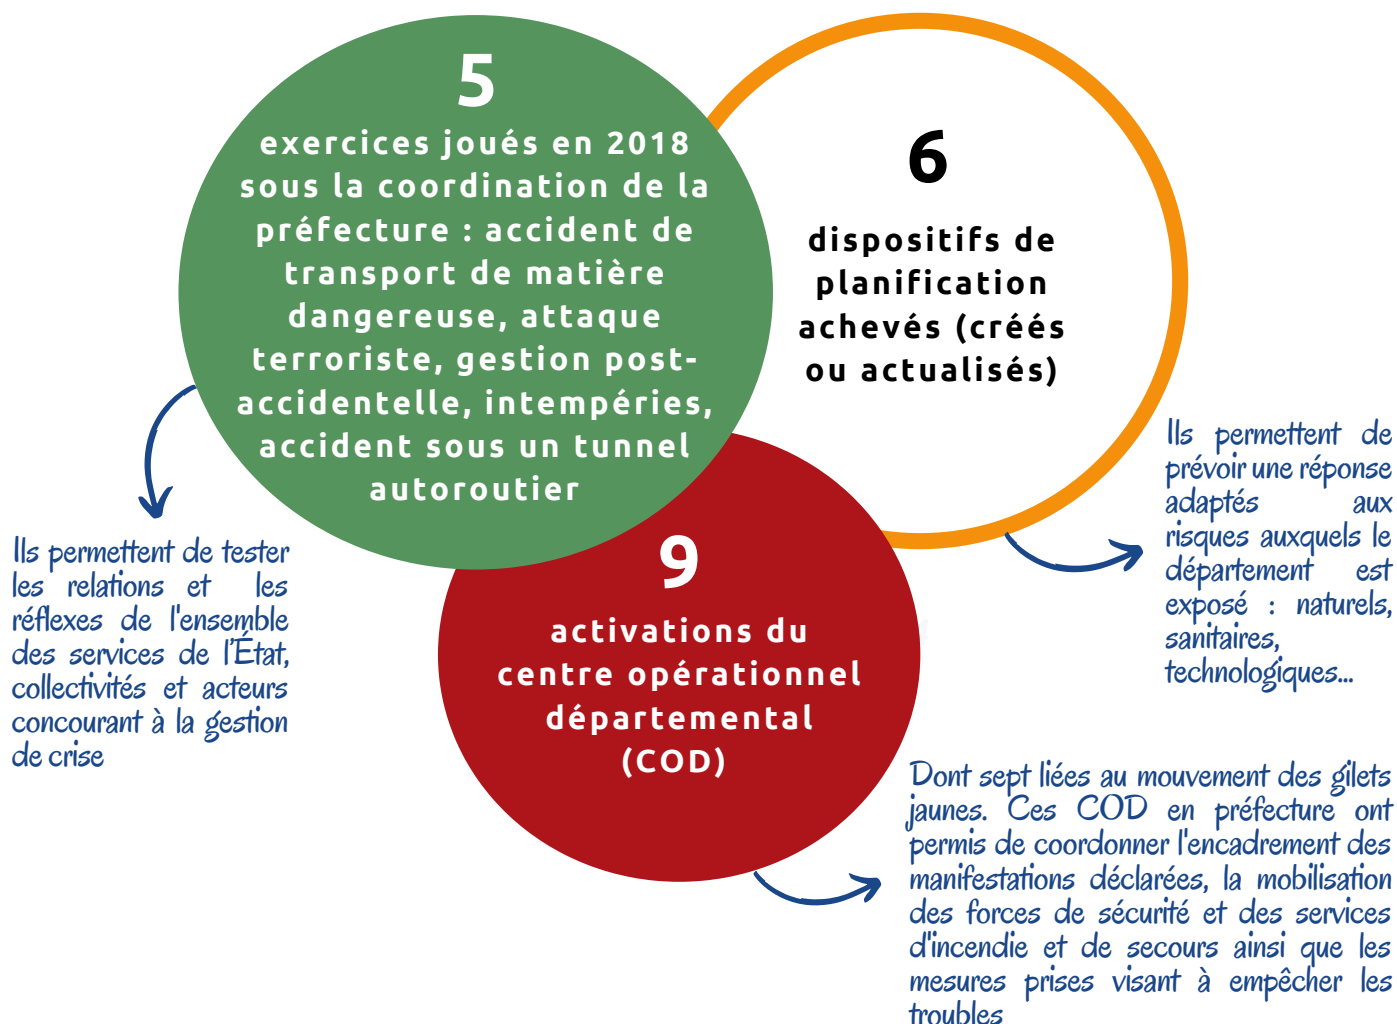 5
exercices joués en 2018
sous la coordination de la
préfecture : accident de
transport de matière
dangereuse, attaque
terroriste, gestion post-
accidentelle, intempéries,
accident sous un tunnel
autoroutier
6
dispositifs de
planification
achevés (créés
ou actualisés)
Ils permettent de
prévoir une réponse
adaptés aux
risques auxquels le
département est
exposé : naturels,
sanitaires,
technologiques...
Ils permettent de tester
les relations et les
réflexes de l'ensemble
des services de l'État,
collectivités et acteurs
concourant à la gestion
de crise
9
activations du
centre opérationnel
départemental
(COD)
Dont sept liées au mouvement des gilets
jaunes. Ces COD en préfecture ont
permis de coordonner l'encadrement des
manifestations déclarées, la mobilisation
des forces de sécurité et des services
d'incendie et de secours ainsi que les
mesures prises visant à empêcher les
troubles